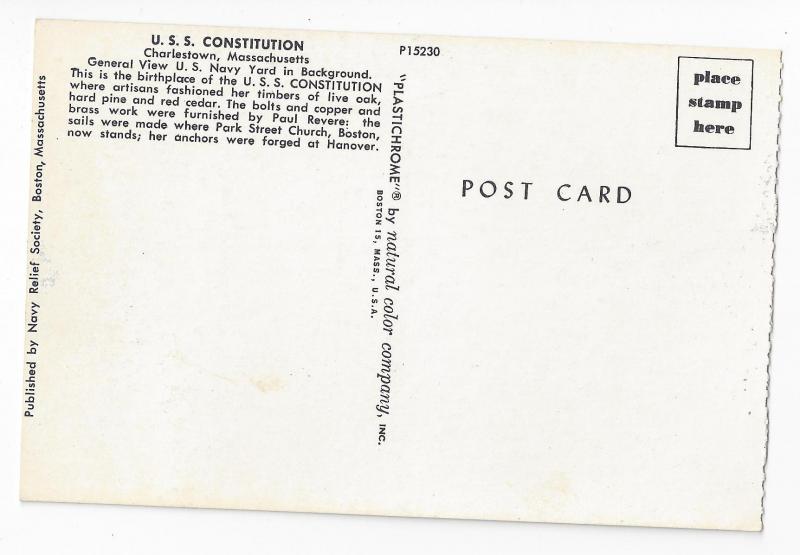 U. S. S. CONSTITUTION
Charlestown, Massachusetts
General View U. S. Navy Yard in Background.
This is the birthplace of the U. S. S. CONSTITUTION
where artisans fashioned her timbers of live oak,
hard pine and red cedar. The bolts and copper and
brass work were furnished by Paul Revere: the
sails were made where Park Street Church, Boston,
now stands; her anchors were forged at Hanover.
P15230
place
stamp
here
POST CARD
"PLASTICHROME"® by natural color company, INC.
BOSTON 15, MASS., U.S.A.
Published by Navy Relief Society, Boston, Massachusetts